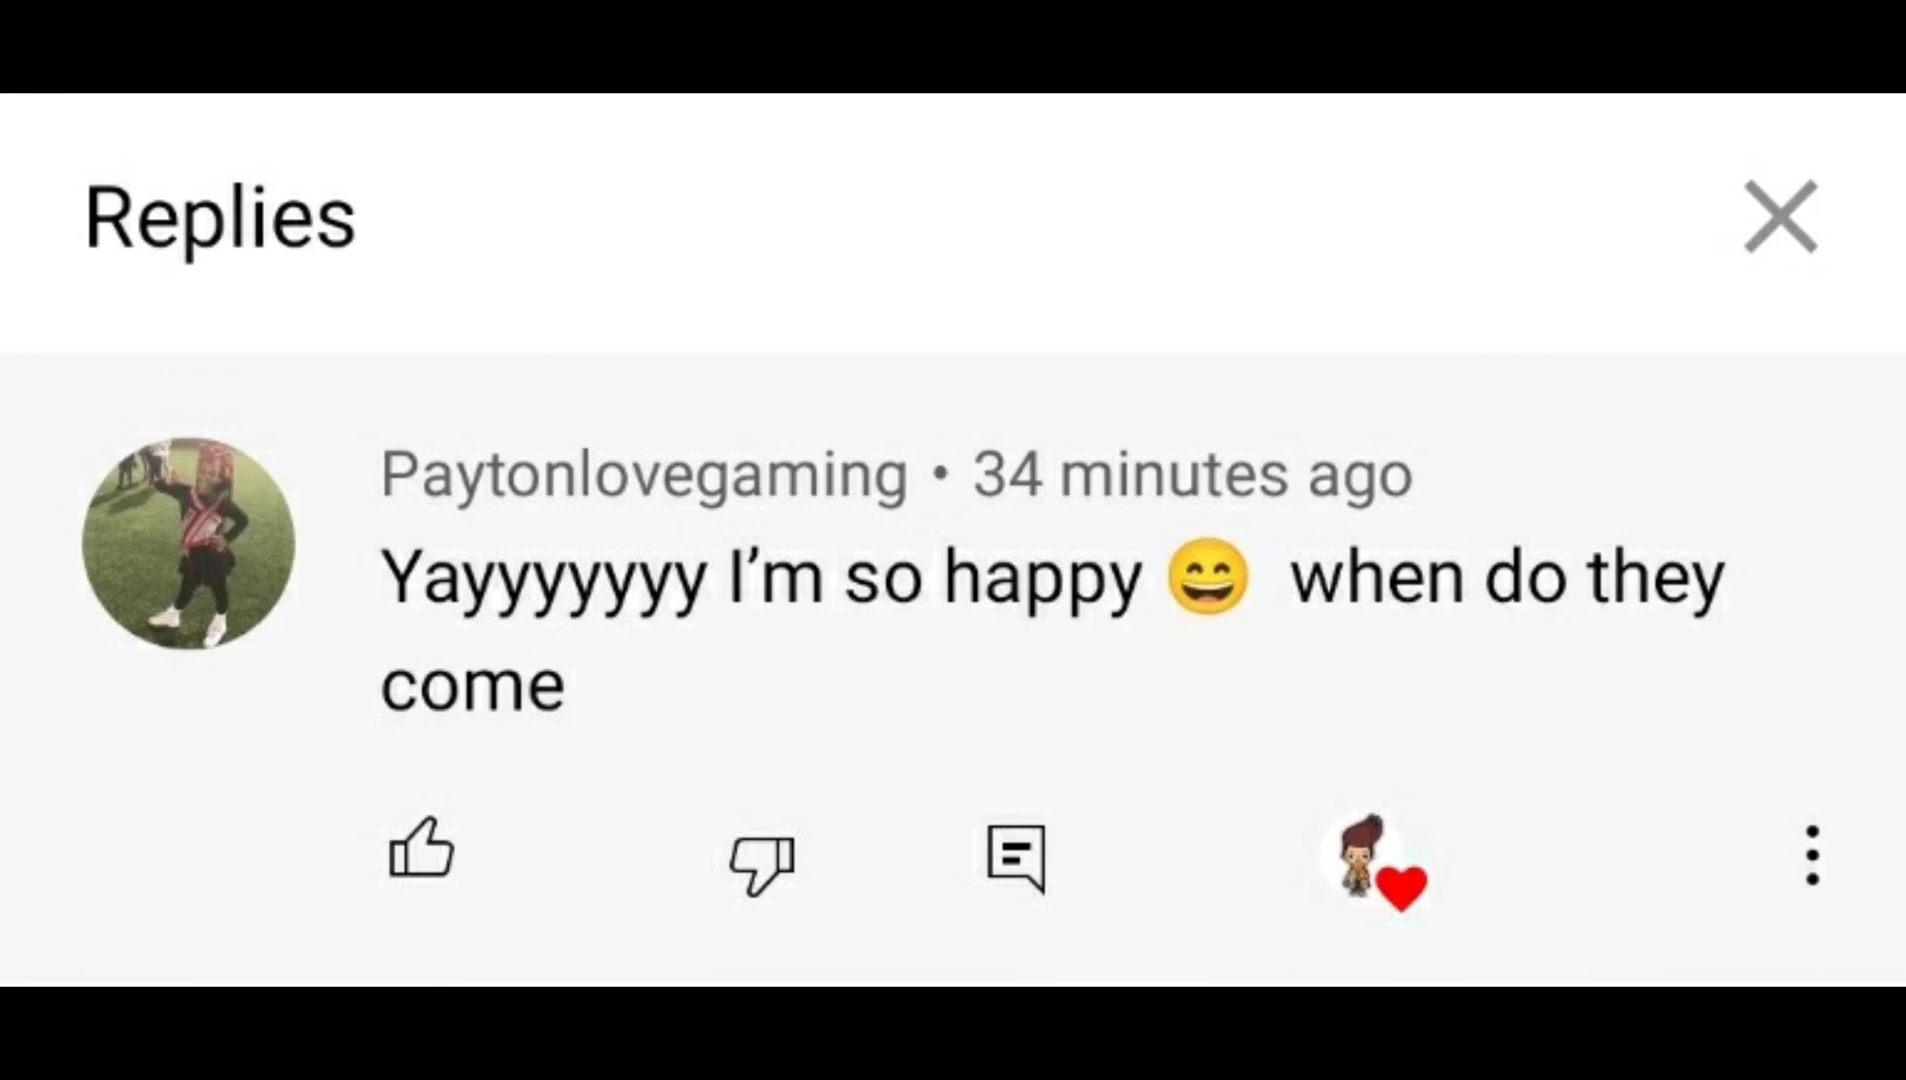 Replies
Paytonlovegaming • 34 minutes ago
Yayyyyyyy I’m so happy 😄 when do they
come